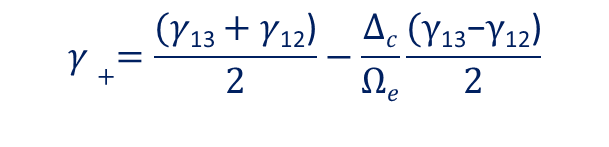 γ₊ = (γ₁₃ + γ₁₂)/2 − Δ_c/Ω_e (γ₁₃−γ₁₂)/2